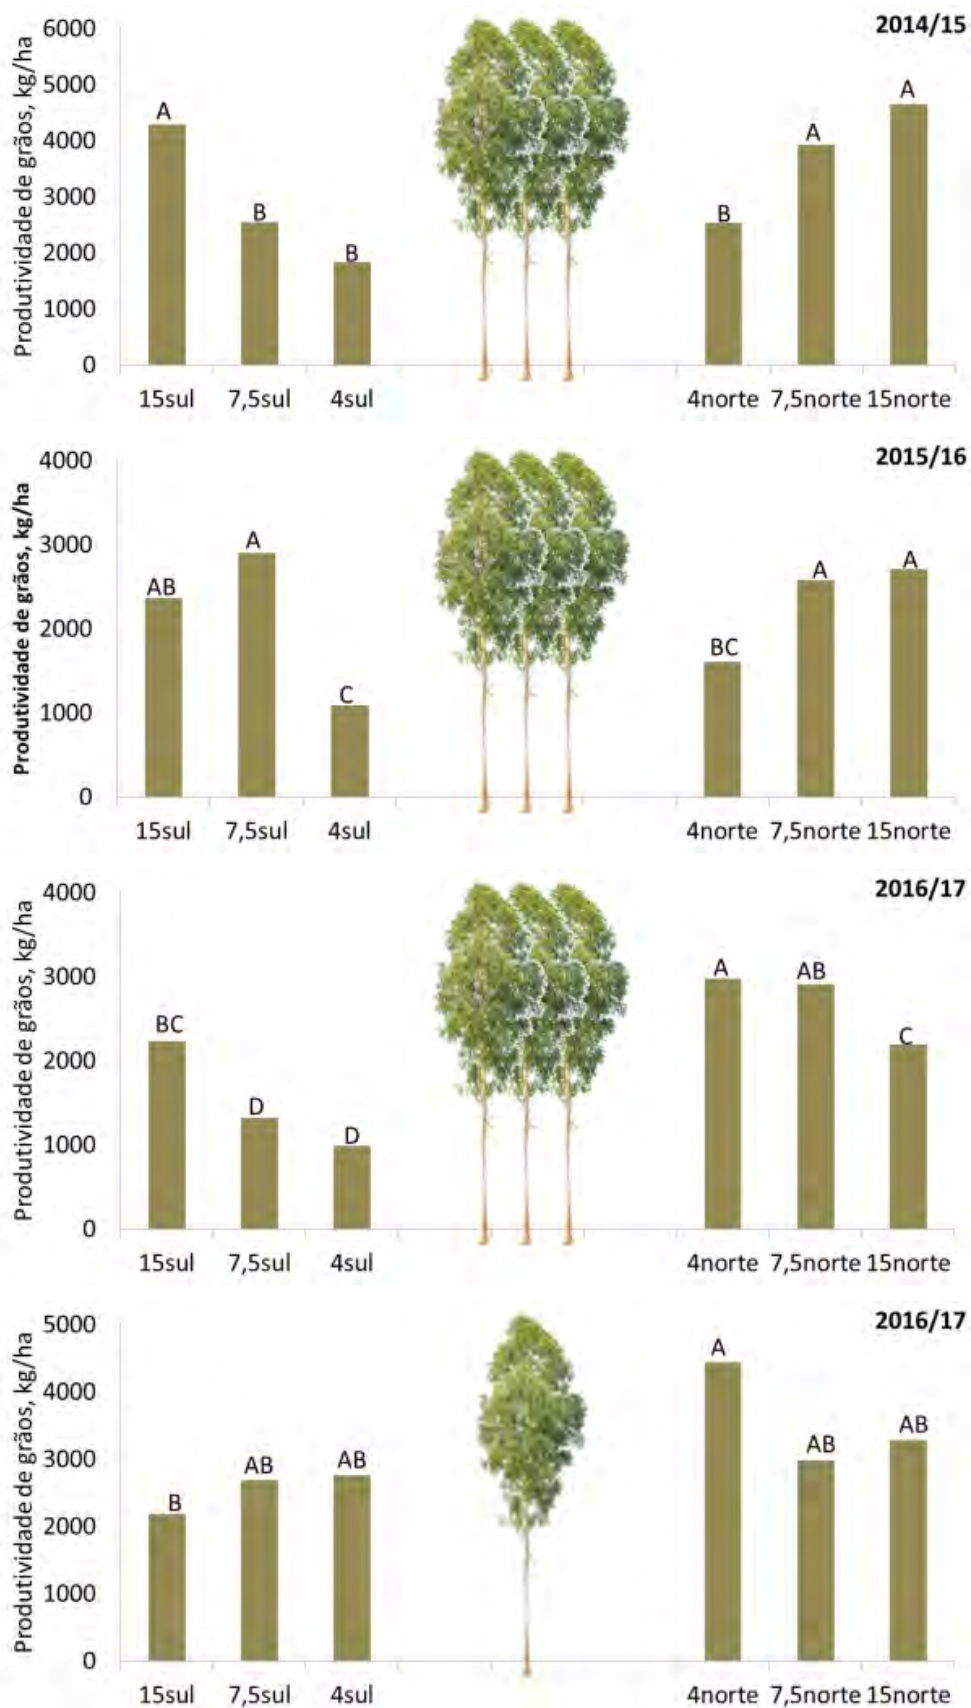 2014/15
Produtividade de grãos, kg/ha
6000
5000
4000
3000
2000
1000
0
A
B
B
B
A
A
15sul 7,5sul 4sul 4norte 7,5norte 15norte
2015/16
Produtividade de grãos, kg/ha
4000
3000
2000
1000
0
AB
A
C
BC
A
A
15sul 7,5sul 4sul 4norte 7,5norte 15norte
2016/17
Produtividade de grãos, kg/ha
4000
3000
2000
1000
0
BC
D
D
A
AB
C
15sul 7,5sul 4sul 4norte 7,5norte 15norte
2016/17
Produtividade de grãos, kg/ha
5000
4000
3000
2000
1000
0
B
AB
AB
A
AB
AB
15sul 7,5sul 4sul 4norte 7,5norte 15norte